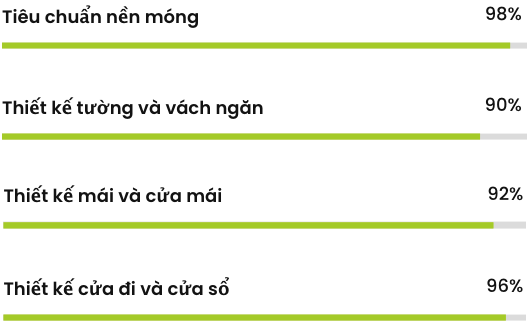 Tiêu chuẩn nền móng 98%
Thiết kế tường và vách ngăn 90%
Thiết kế mái và cửa mái 92%
Thiết kế cửa đi và cửa sổ 96%